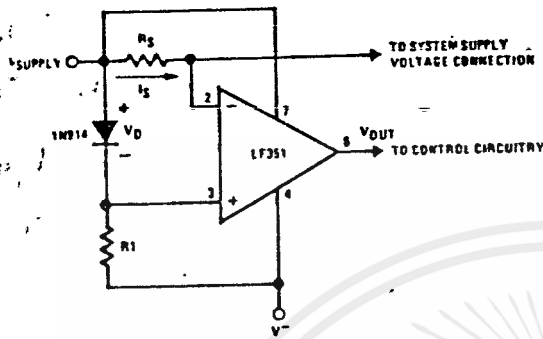 RS
VSUPPLY
IS
TO SYSTEM SUPPLY
VOLTAGE CONNECTION
2
−
7
+
1N914
VD
−
LF351
6
VOUT
TO CONTROL CIRCUITRY
3
+
4
R1
V−